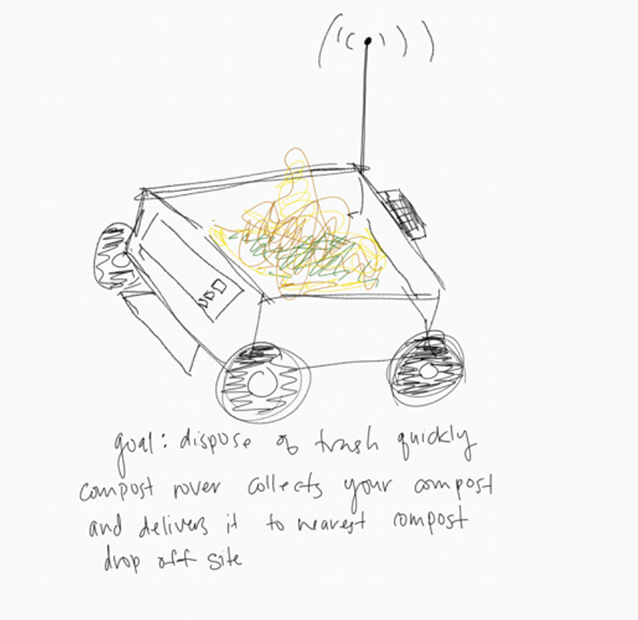 goal: dispose of trash quickly
compost rover collects your compost
and delivers it to nearest compost
drop off site